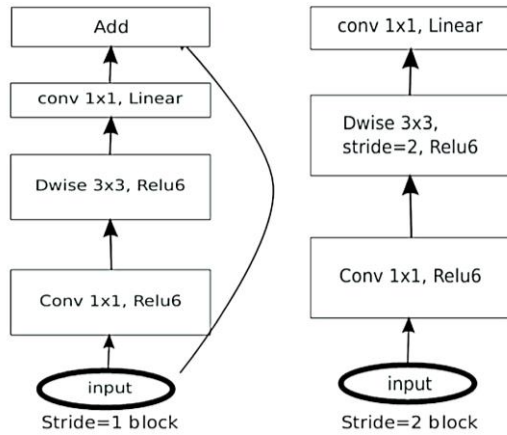 Add
conv 1x1, Linear
Dwise 3x3, Relu6
Conv 1x1, Relu6
input
Stride=1 block
conv 1x1, Linear
Dwise 3x3,
stride=2, Relu6
Conv 1x1, Relu6
input
Stride=2 block